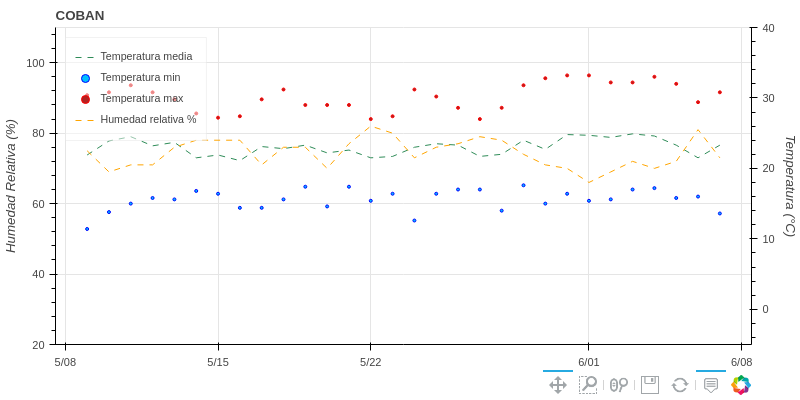 COBAN
Temperatura media
Temperatura min
Temperatura max
Humedad relativa %
Humedad Relativa (%)
100
80
60
40
20
40
30
20
10
0
Temperatura (°C)
5/08
5/15
5/22
6/01
6/08